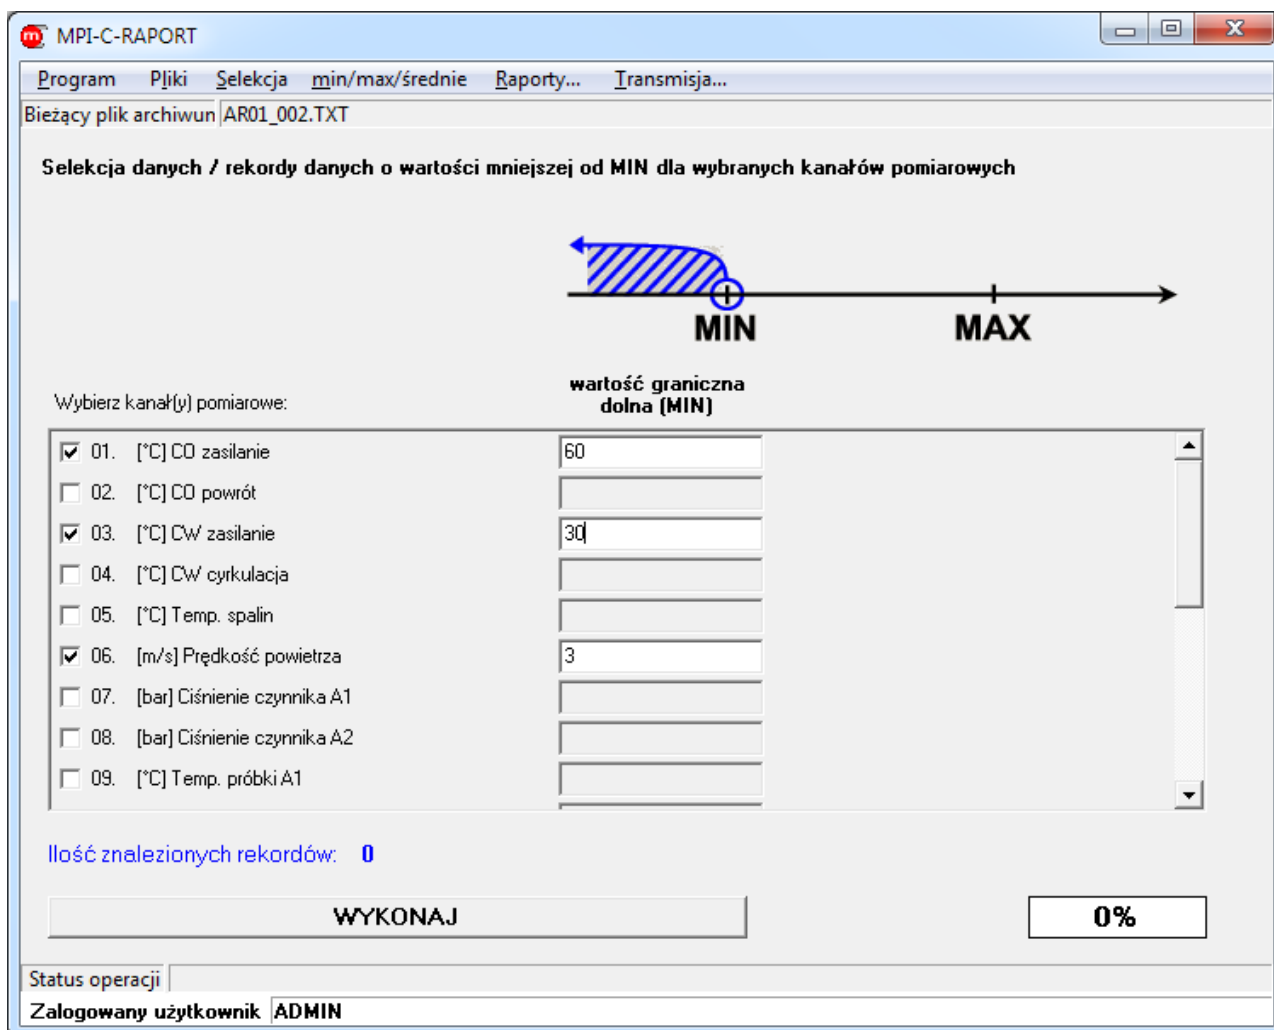 MPI-C-RAPORT
Program Pliki Selekcja min/max/średnie Raporty... Transmisja...
Bieżący plik archiwun AR01_002.TXT
Selekcja danych / rekordy danych o wartości mniejszej od MIN dla wybranych kanałów pomiarowych
MIN MAX
Wybierz kanał(y) pomiarowe:
wartość graniczna
dolna (MIN)
01. [°C] CO zasilanie 60
02. [°C] CO powrót
03. [°C] CW zasilanie 30
04. [°C] CW cyrkulacja
05. [°C] Temp. spalin
06. [m/s] Prędkość powietrza 3
07. [bar] Ciśnienie czynnika A1
08. [bar] Ciśnienie czynnika A2
09. [°C] Temp. próbki A1
Ilość znalezionych rekordów: 0
WYKONAJ 0%
Status operacji
Zalogowany użytkownik ADMIN